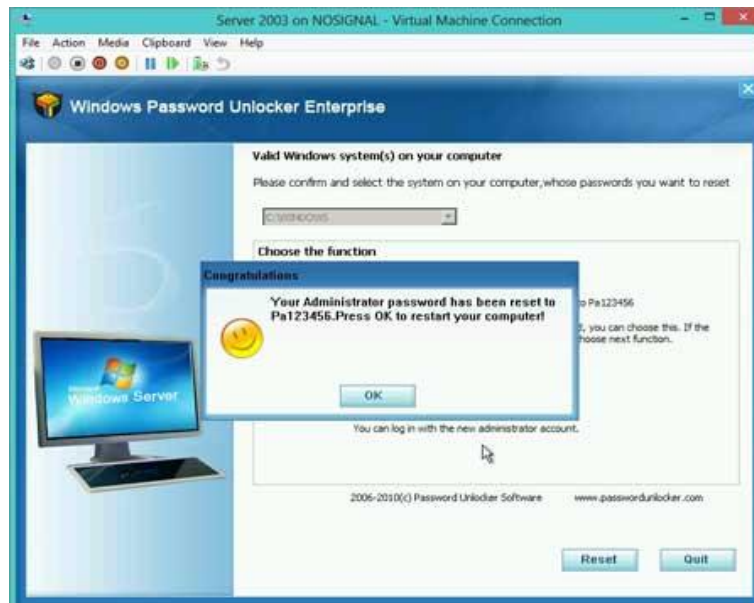 Server 2003 on NOSIGNAL - Virtual Machine Connection
File Action Media Clipboard View Help
Windows Password Unlocker Enterprise
Valid Windows system(s) on your computer
Please confirm and select the system on your computer,whose passwords you want to reset
C:\WINDOWS
Choose the function
Congratulations
Your Administrator password has been reset to
Pa123456.Press OK to restart your computer!
OK
to Pa123456
, you can choose this. If the
hoose next function.
Windows Server
You can log in with the new administrator account.
2006-2010(c) Password Unlocker Software www.passwordunlocker.com
Reset Quit